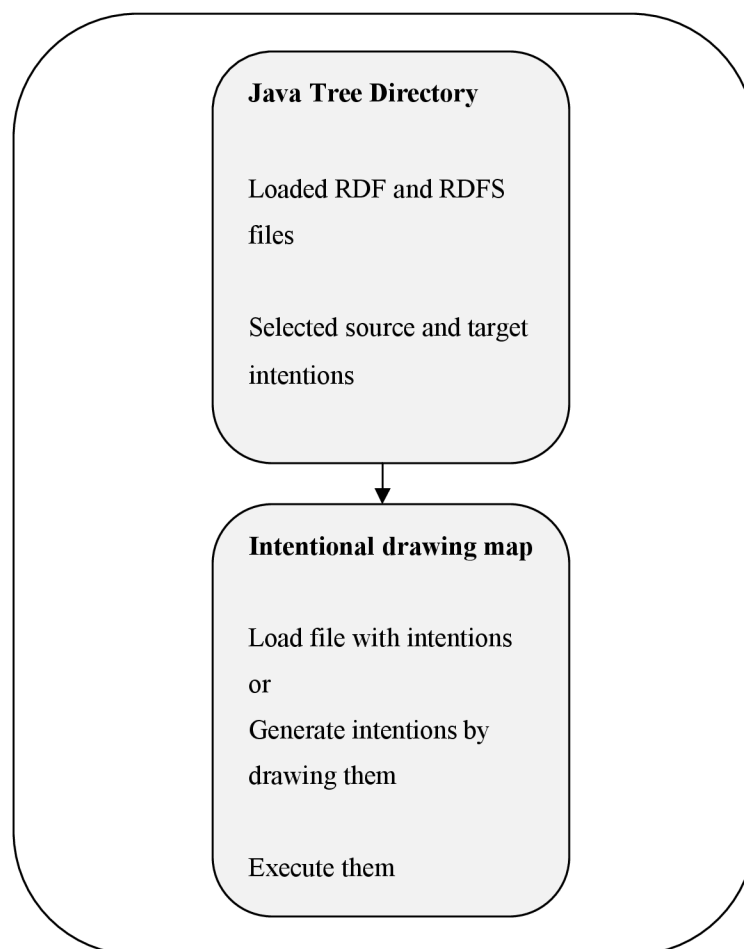 Java Tree Directory
Loaded RDF and RDFS
files
Selected source and target
intentions
Intentional drawing map
Load file with intentions
or
Generate intentions by
drawing them
Execute them